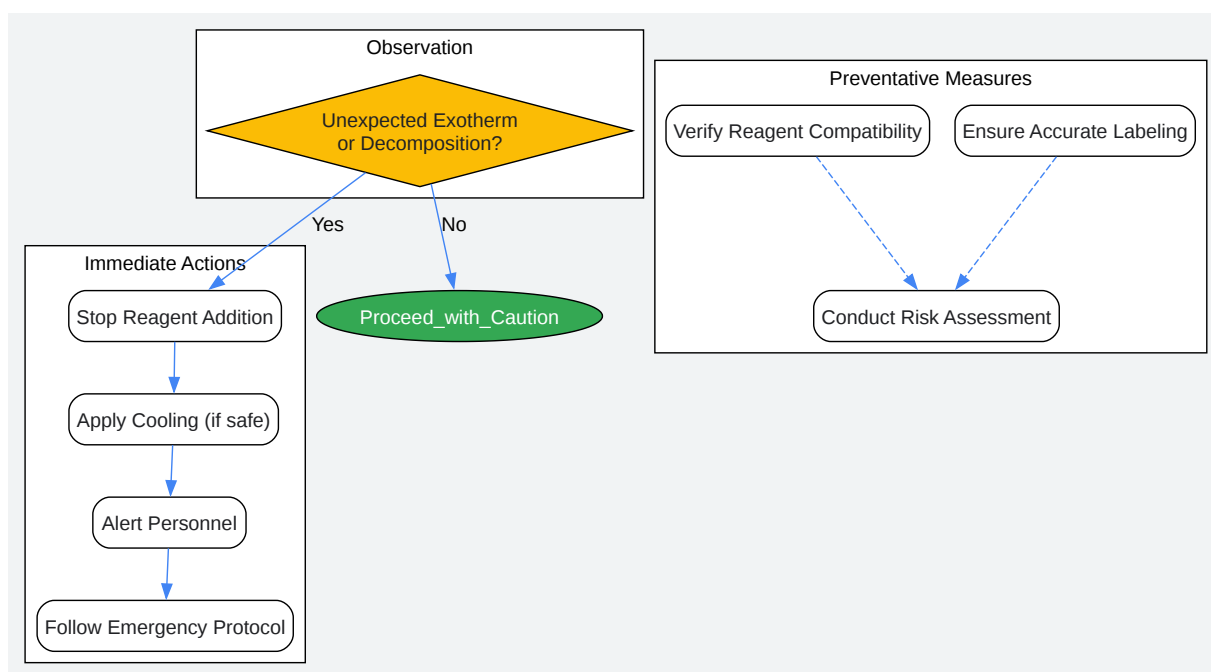 Observation
Unexpected Exotherm
or Decomposition?
Yes
No
Immediate Actions
Stop Reagent Addition
Apply Cooling (if safe)
Alert Personnel
Follow Emergency Protocol
Proceed_with_Caution
Preventative Measures
Verify Reagent Compatibility
Ensure Accurate Labeling
Conduct Risk Assessment